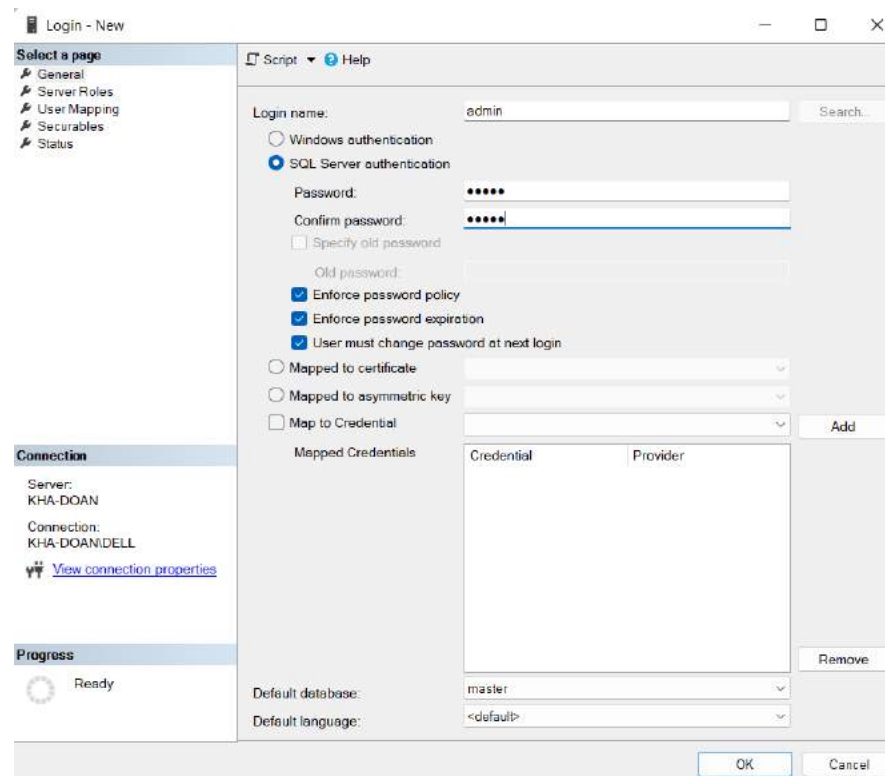 Login - New
Select a page
General
Server Roles
User Mapping
Securables
Status
Script
Help
Login name:
admin
Search...
Windows authentication
SQL Server authentication
Password:
•••••
Confirm password:
•••••
Specify old password
Old password:
Enforce password policy
Enforce password expiration
User must change password at next login
Mapped to certificate
Mapped to asymmetric key
Map to Credential
Add
Mapped Credentials
Credential
Provider
Connection
Server:
KHA-DOAN
Connection:
KHA-DOAN\DELL
View connection properties
Progress
Ready
Remove
Default database:
master
Default language:
<default>
OK
Cancel